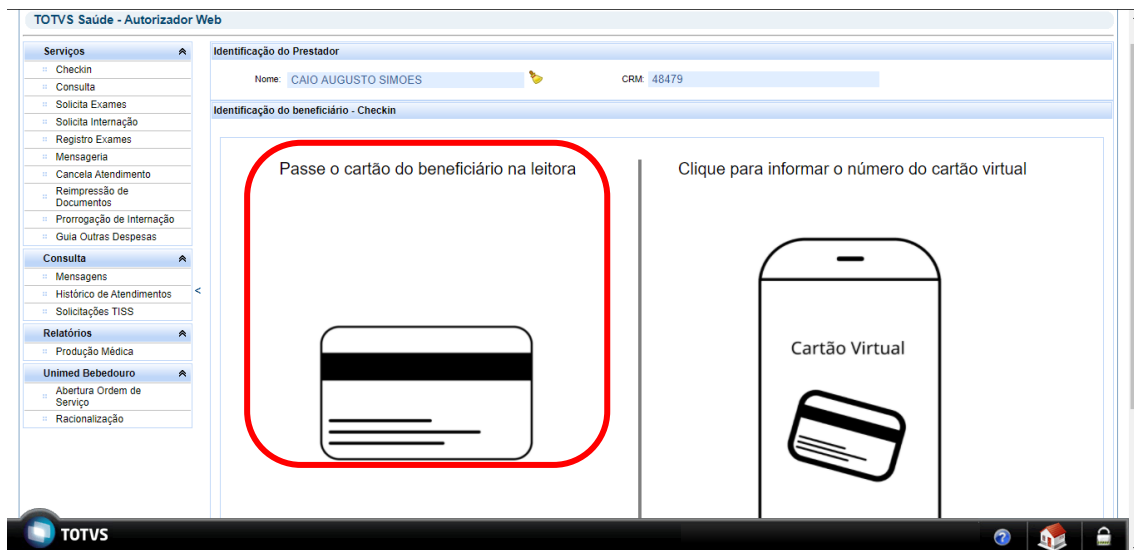 TOTVS Saúde - Autorizador Web
Serviços
Checkin
Consulta
Solicita Exames
Solicita Internação
Registro Exames
Mensageria
Cancela Atendimento
Reimpressão de
Documentos
Prorrogação de Internação
Guia Outras Despesas
Consulta
Mensagens
Histórico de Atendimentos
Solicitações TISS
Relatórios
Produção Médica
Unimed Bebedouro
Abertura Ordem de
Serviço
Racionalização
<
Identificação do Prestador
Nome: CAIO AUGUSTO SIMOES CRM: 48479
Identificação do beneficiário - Checkin
Passe o cartão do beneficiário na leitora
Clique para informar o número do cartão virtual
Cartão Virtual
TOTVS
?